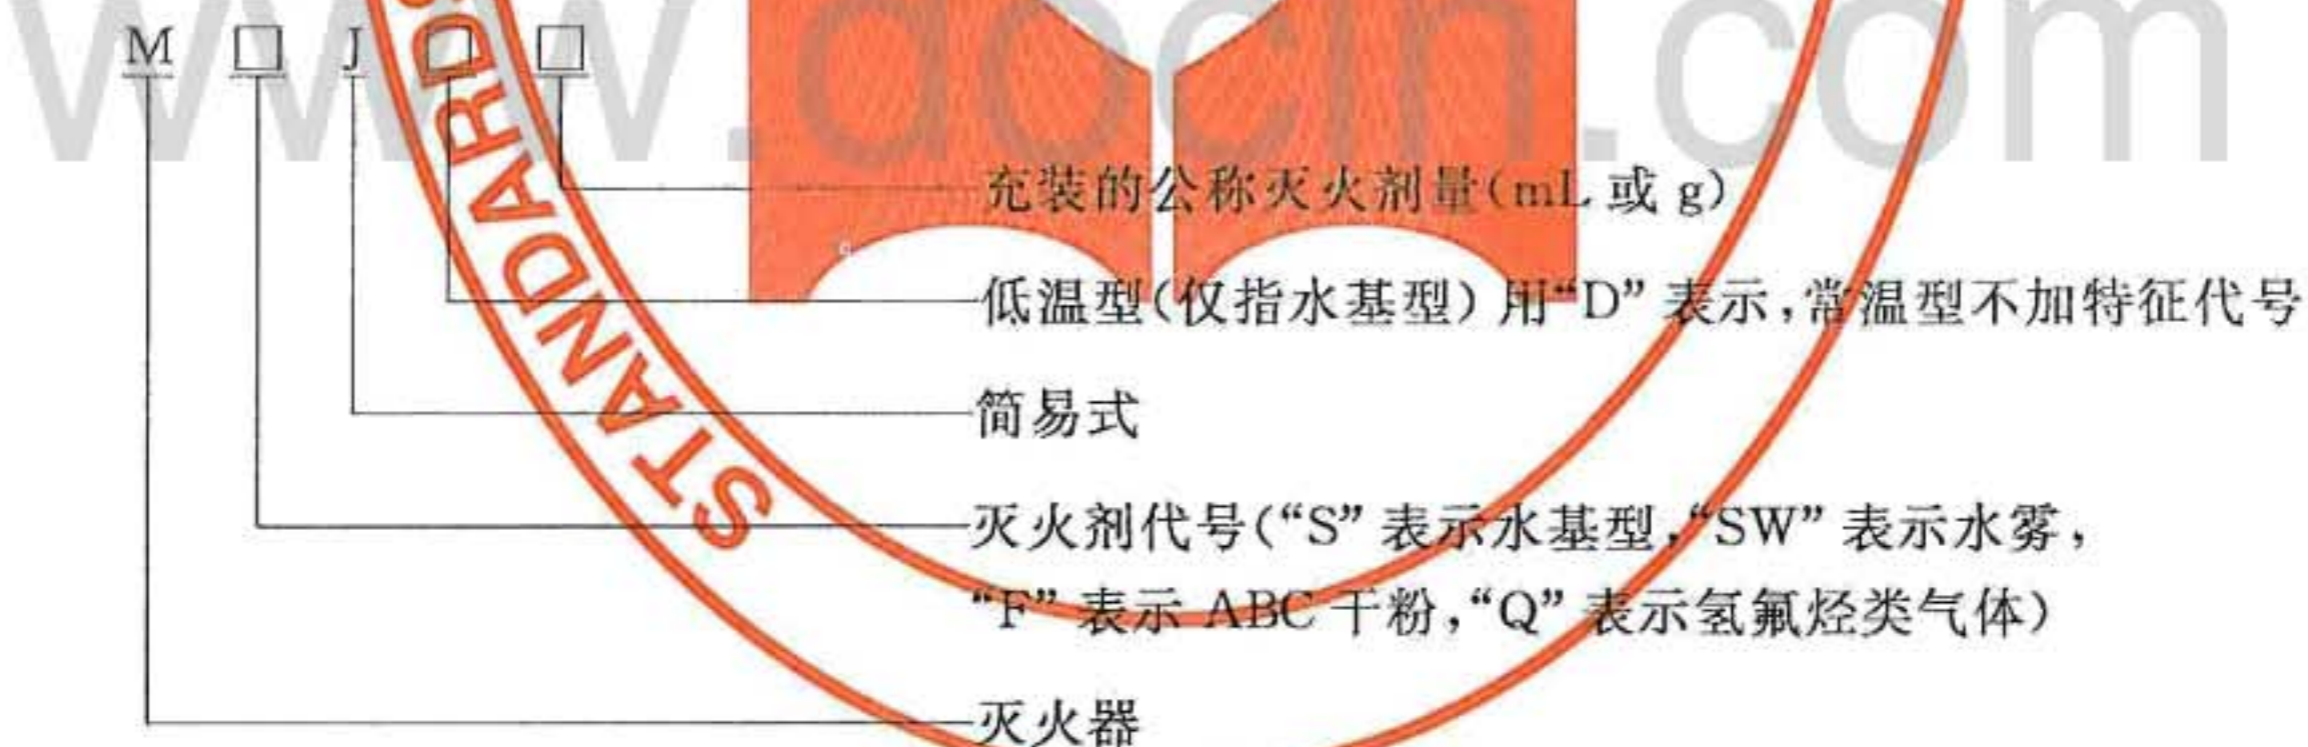 M □ J □ □
充装的公称灭火剂量(mL 或 g)
低温型(仅指水基型)用“D”表示,常温型不加特征代号
简易式
灭火剂代号(“S”表示水基型,“SW”表示水雾,
“F”表示 ABC 干粉,“Q”表示氢氟烃类气体)
灭火器
www.docin.com
STANDARDS